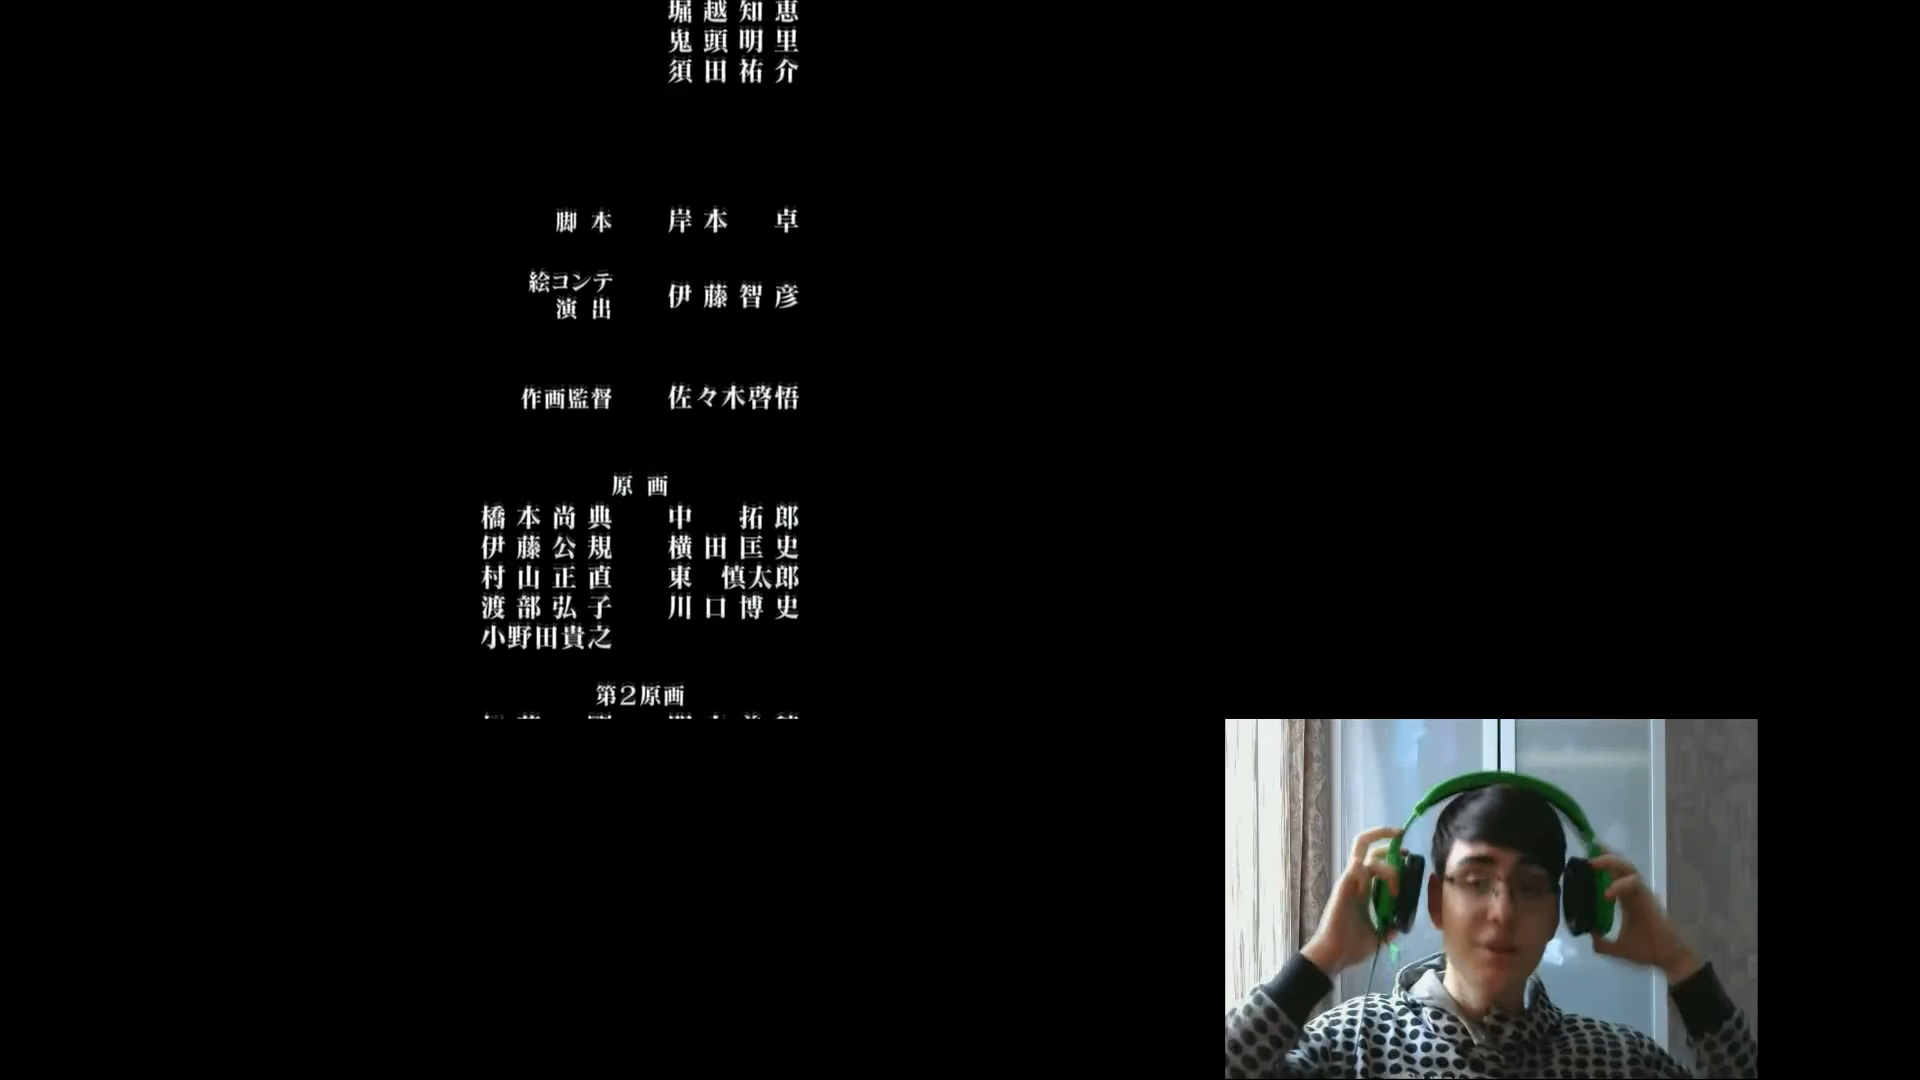 堀越知恵
鬼頭明里
須田祐介
脚本 岸本 卓
絵コンテ
演出 伊藤智彦
作画監督 佐々木啓悟
原画
橋本尚典 中 拓郎
伊藤公規 横田匡史
村山正直 東 慎太郎
渡部弘子 川口博史
小野田貴之
第2原画